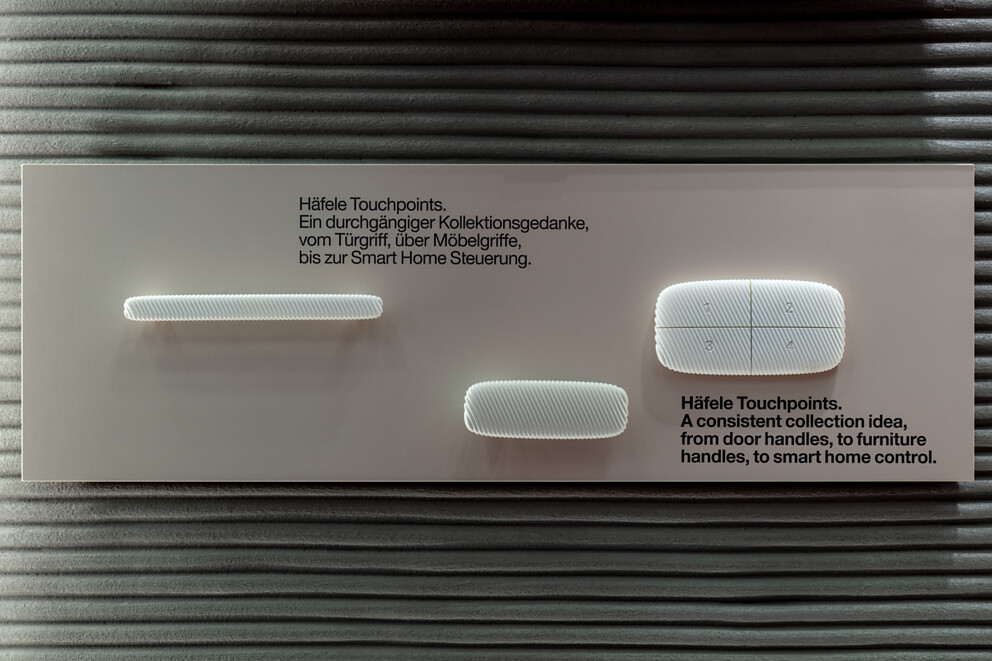 Häfele Touchpoints.
Ein durchgängiger Kollektionsgedanke,
vom Türgriff, über Möbelgriffe,
bis zur Smart Home Steuerung.
1 2
3 4
Häfele Touchpoints.
A consistent collection idea,
from door handles, to furniture
handles, to smart home control.